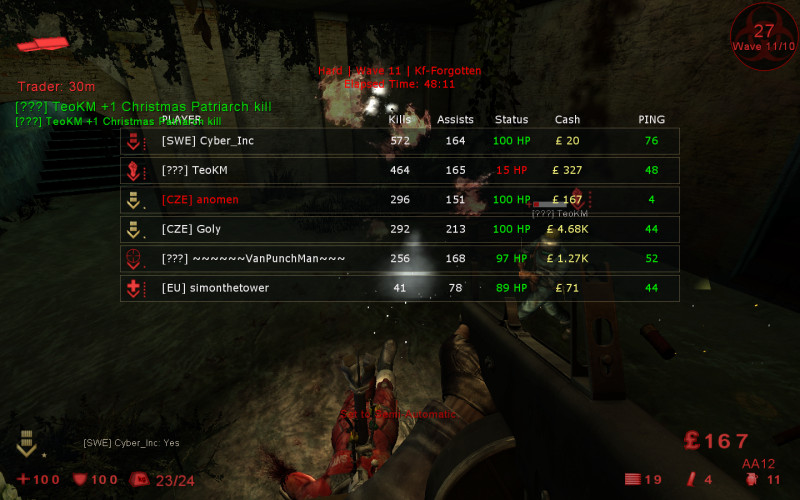 27
Wave 11/10
Hard | Wave 11 | Kf-Forgotten
Elapsed Time: 48:11
Trader: 30m
[???] TeoKM +1 Christmas Patriarch kill
[???] TeoKM +1 Christmas Patriarch kill
PLAYER Kills Assists Status Cash PING
[SWE] Cyber_Inc 572 164 100 HP £ 20 76
[???] TeoKM 464 165 15 HP £ 327 48
[CZE] anomen 296 151 100 HP £ 167 4
[???] TeoKM
[CZE] Goly 292 213 100 HP £ 4.68K 44
[???] ~~~~~~VanPunchMan~~~ 256 168 97 HP £ 1.27K 52
[EU] simonthetower 41 78 89 HP £ 71 44
Set to Semi-Automatic.
[SWE] Cyber_Inc: Yes
£167
AA12
100 100 23/24 19 4 11